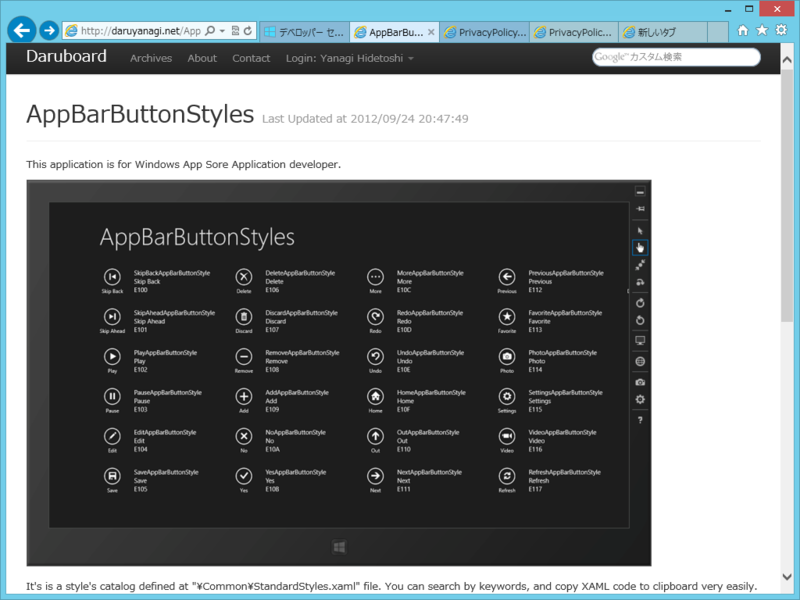 http://daruyanagi.net/App
デベロッパー セ...
AppBarBu...
PrivacyPolicy...
PrivacyPolic...
新しいタブ
Daruboard
Archives
About
Contact
Login: Yanagi Hidetoshi
Google™ カスタム検索
AppBarButtonStyles Last Updated at 2012/09/24 20:47:49
This application is for Windows App Sore Application developer.
AppBarButtonStyles
Skip Back
SkipBackAppBarButtonStyle
Skip Back
E100
Delete
DeleteAppBarButtonStyle
Delete
E106
More
MoreAppBarButtonStyle
More
E10C
Previous
PreviousAppBarButtonStyle
Previous
E112
Skip Ahead
SkipAheadAppBarButtonStyle
Skip Ahead
E101
Discard
DiscardAppBarButtonStyle
Discard
E107
Redo
RedoAppBarButtonStyle
Redo
E10D
Favorite
FavoriteAppBarButtonStyle
Favorite
E113
Play
PlayAppBarButtonStyle
Play
E102
Remove
RemoveAppBarButtonStyle
Remove
E108
Undo
UndoAppBarButtonStyle
Undo
E10E
Photo
PhotoAppBarButtonStyle
Photo
E114
Pause
PauseAppBarButtonStyle
Pause
E103
Add
AddAppBarButtonStyle
Add
E109
Home
HomeAppBarButtonStyle
Home
E10F
Settings
SettingsAppBarButtonStyle
Settings
E115
Edit
EditAppBarButtonStyle
Edit
E104
No
NoAppBarButtonStyle
No
E10A
Out
OutAppBarButtonStyle
Out
E110
Video
VideoAppBarButtonStyle
Video
E116
Save
SaveAppBarButtonStyle
Save
E105
Yes
YesAppBarButtonStyle
Yes
E10B
Next
NextAppBarButtonStyle
Next
E111
Refresh
RefreshAppBarButtonStyle
Refresh
E117
It's is a style's catalog defined at "¥Common¥StandardStyles.xaml" file. You can search by keywords, and copy XAML code to clipboard very easily.